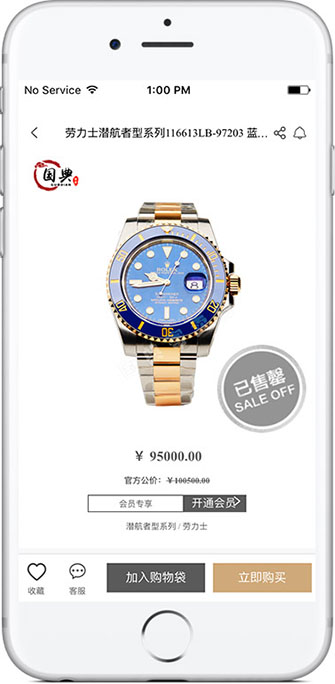 No Service 1:00 PM
劳力士潜航者型系列116613LB-97203 蓝...
国典
GUODIAN
ROLEX
已售罄
SALE OFF
¥ 95000.00
官方公价：¥100500.00
会员专享 开通会员
潜航者型系列 / 劳力士
收藏 客服 加入购物袋 立即购买